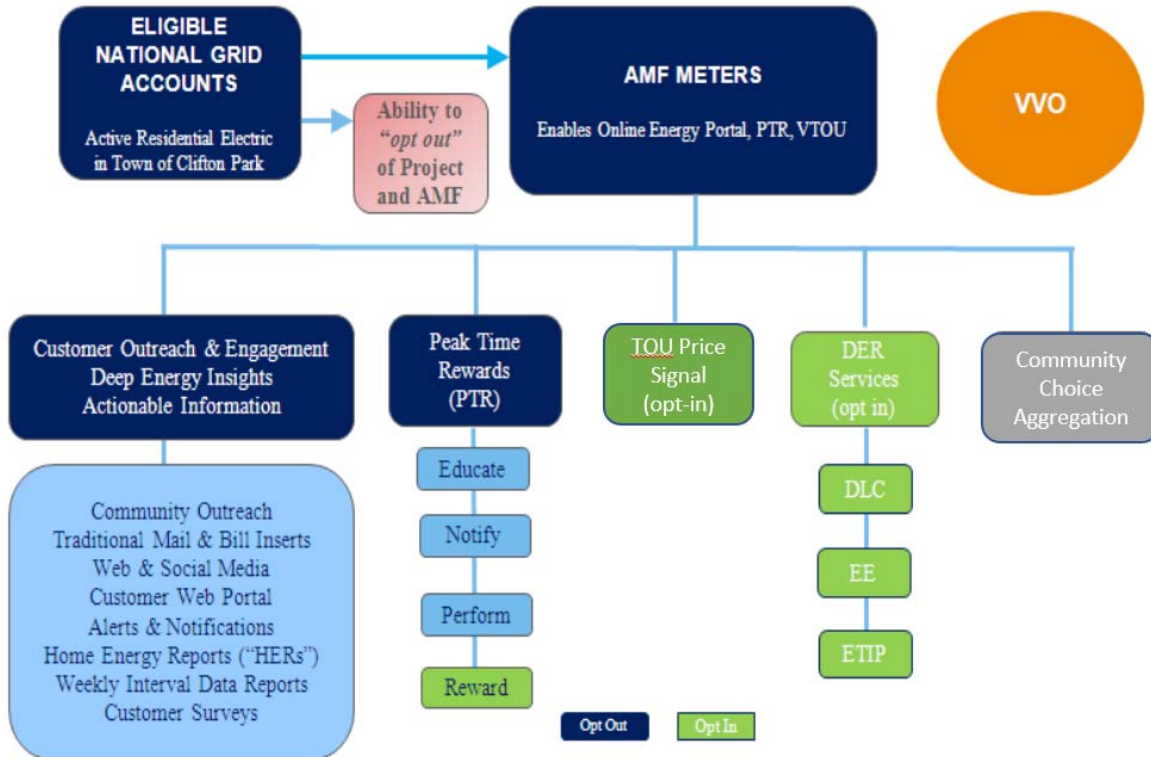 ELIGIBLE
NATIONAL GRID
ACCOUNTS
Active Residential Electric
in Town of Clifton Park
Ability to
“opt out”
of Project
and AMF
AMF METERS
Enables Online Energy Portal, PTR, VTOU
VVO
Customer Outreach & Engagement
Deep Energy Insights
Actionable Information
Peak Time
Rewards
(PTR)
TOU Price
Signal
(opt-in)
DER
Services
(opt in)
Community
Choice
Aggregation
Community Outreach
Traditional Mail & Bill Inserts
Web & Social Media
Customer Web Portal
Alerts & Notifications
Home Energy Reports (“HERs”)
Weekly Interval Data Reports
Customer Surveys
Educate
Notify
Perform
Reward
DLC
EE
ETIP
Opt Out
Opt In